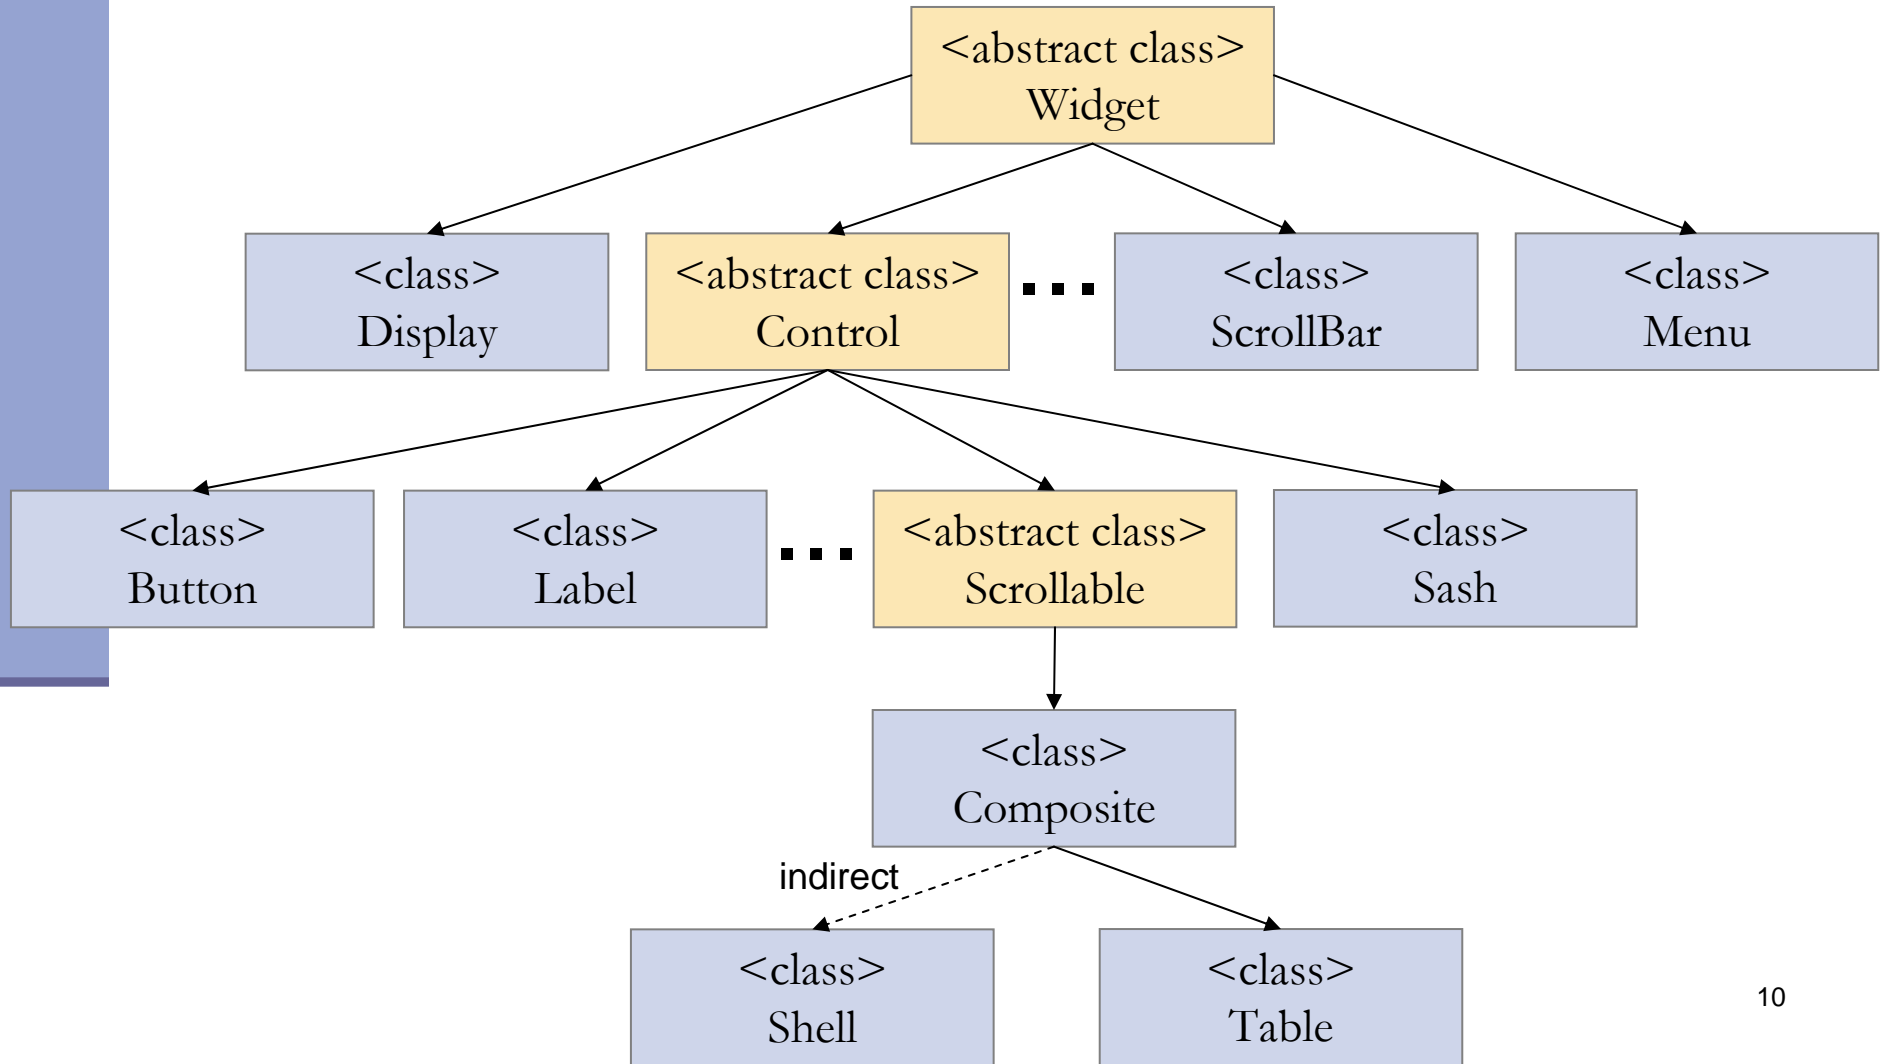 <abstract class>
Widget
<class>
Display
<abstract class>
Control
...
<class>
ScrollBar
<class>
Menu
<class>
Button
<class>
Label
...
<abstract class>
Scrollable
<class>
Sash
<class>
Composite
indirect
<class>
Shell
<class>
Table
10